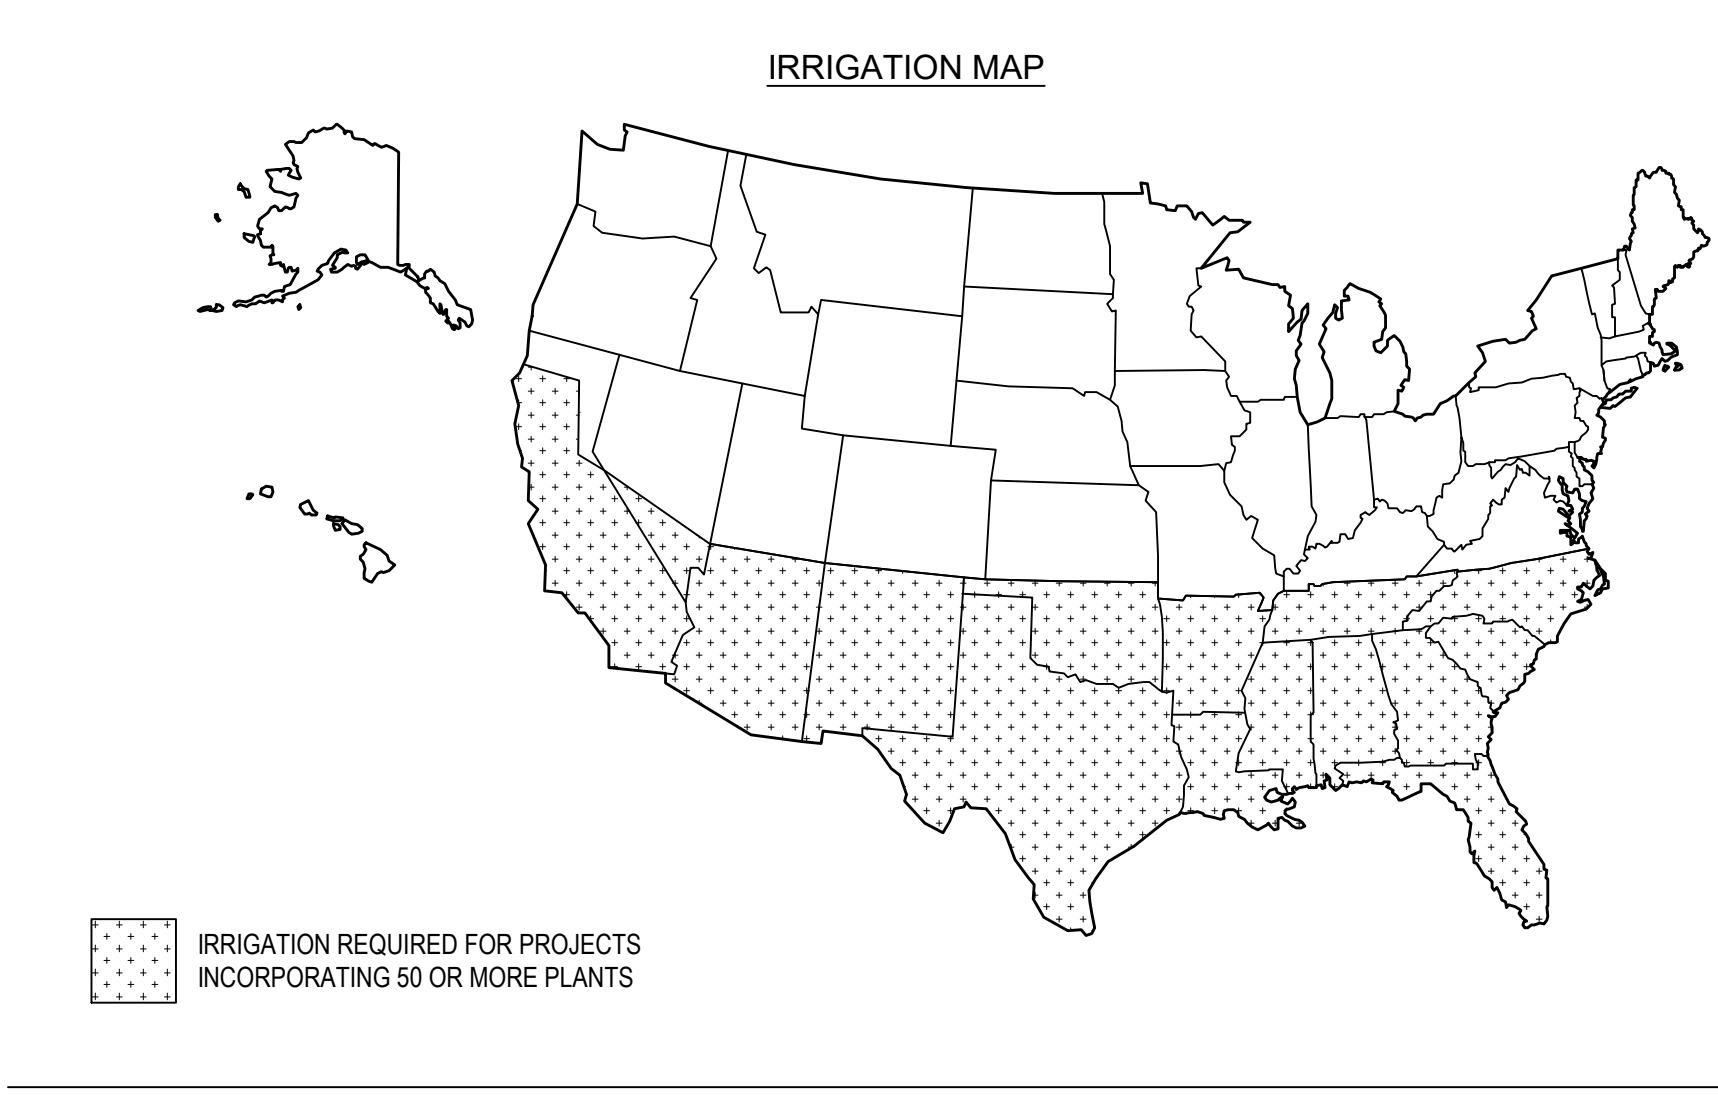 IRRIGATION MAP
IRRIGATION REQUIRED FOR PROJECTS
INCORPORATING 50 OR MORE PLANTS